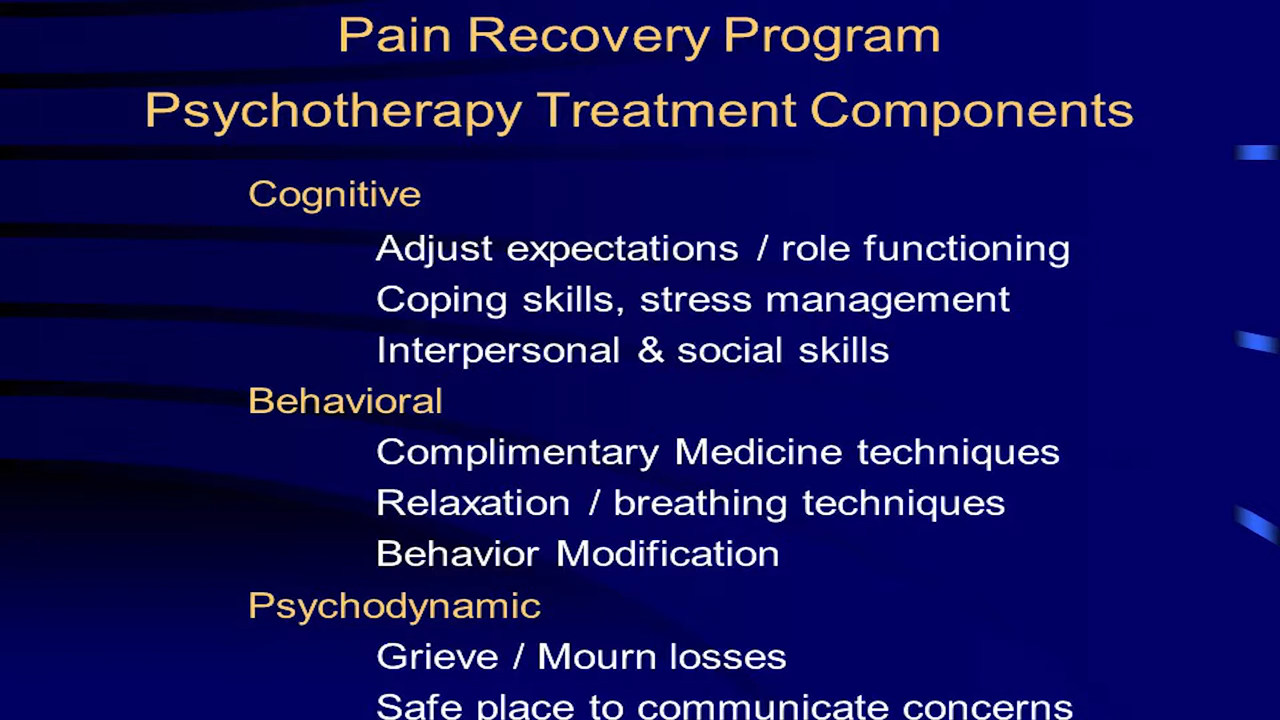 Pain Recovery Program
Psychotherapy Treatment Components
Cognitive
Adjust expectations / role functioning
Coping skills, stress management
Interpersonal & social skills
Behavioral
Complimentary Medicine techniques
Relaxation / breathing techniques
Behavior Modification
Psychodynamic
Grieve / Mourn losses
Safe place to communicate concerns